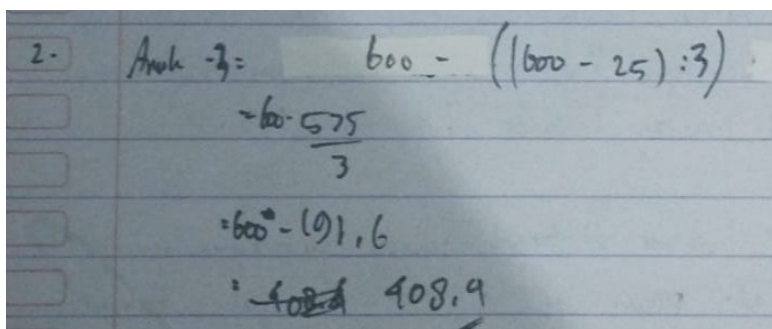 2. Anak -3 = 600 - ((600 - 25) : 3)
= 600 - 575/3
= 600 - 191,6
= 408,4